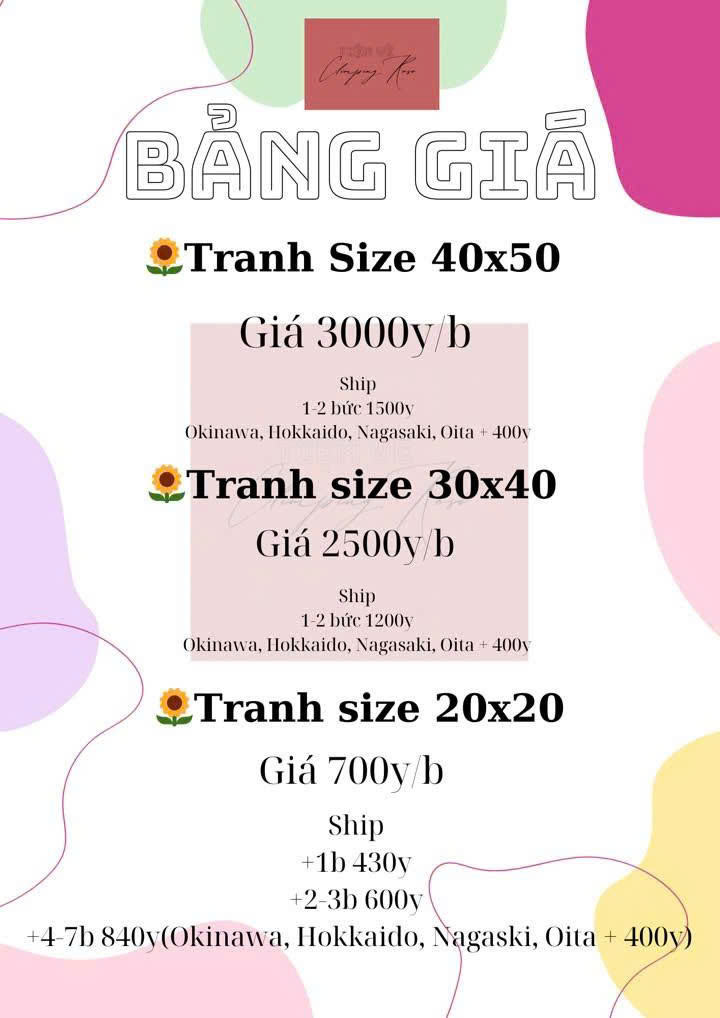 BẢNG GIÁ
🌻Tranh Size 40x50
Giá 3000y/b
Ship
1-2 bức 1500y
Okinawa, Hokkaido, Nagasaki, Oita + 400y
🌻Tranh size 30x40
Giá 2500y/b
Ship
1-2 bức 1200y
Okinawa, Hokkaido, Nagasaki, Oita + 400y
🌻Tranh size 20x20
Giá 700y/b
Ship
+1b 430y
+2-3b 600y
+4-7b 840y(Okinawa, Hokkaido, Nagaski, Oita + 400y)